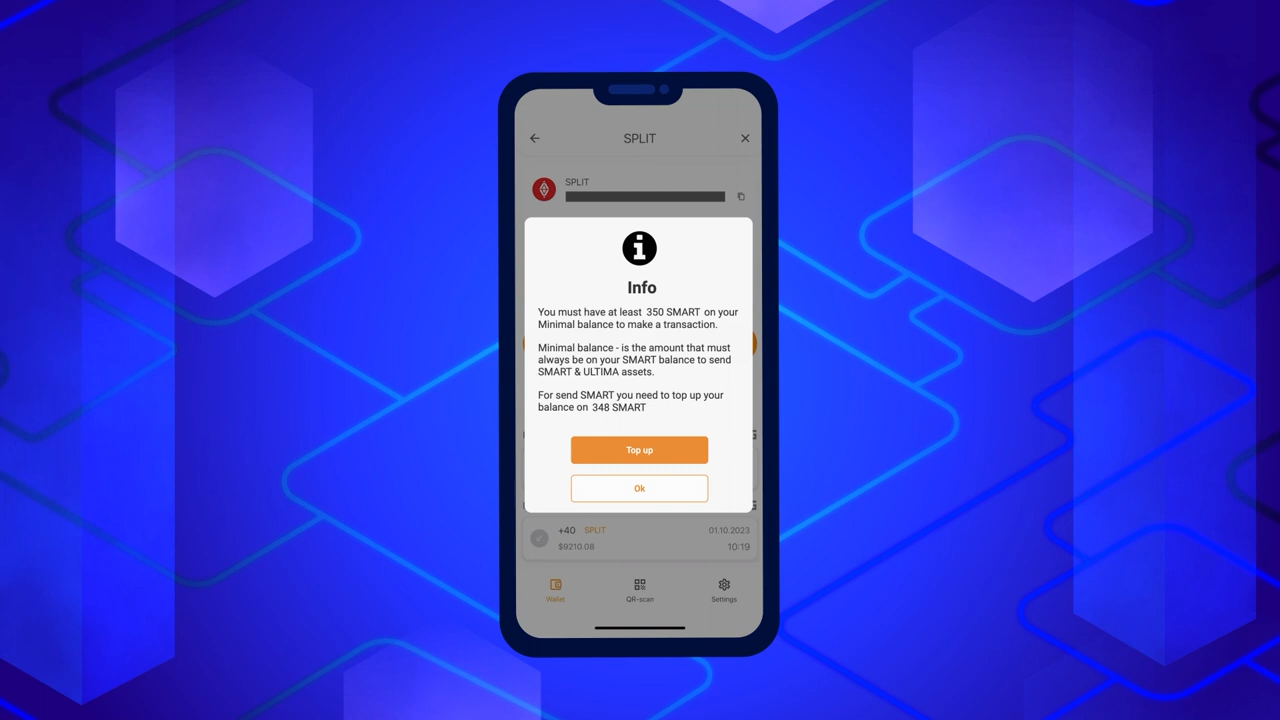 SPLIT
SPLIT
Info
You must have at least 350 SMART on your
Minimal balance to make a transaction.
Minimal balance - is the amount that must
always be on your SMART balance to send
SMART & ULTIMA assets.
For send SMART you need to top up your
balance on 348 SMART
Top up
Ok
+40 SPLIT 01.10.2023
$9210.08 10:19
Wallet QR-scan Settings